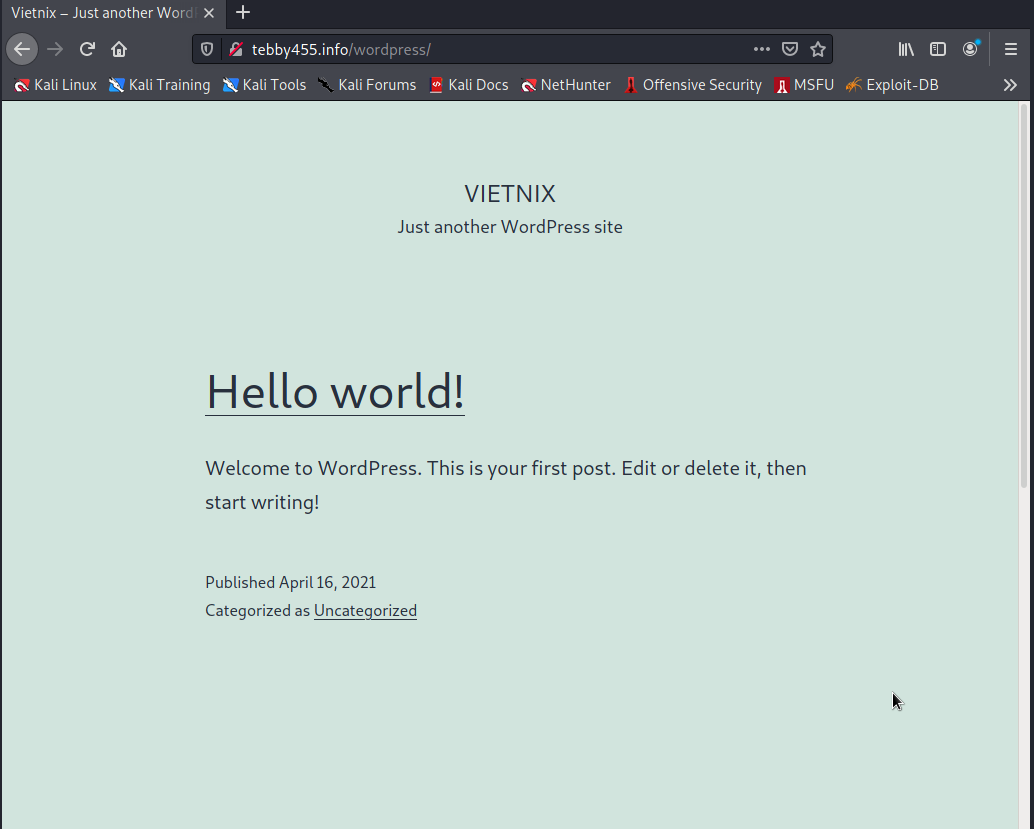 Vietnix – Just another Word
tebby455.info/wordpress/
Kali Linux Kali Training Kali Tools Kali Forums Kali Docs NetHunter Offensive Security MSFU Exploit-DB
VIETNIX
Just another WordPress site
Hello world!
Welcome to WordPress. This is your first post. Edit or delete it, then
start writing!
Published April 16, 2021
Categorized as Uncategorized